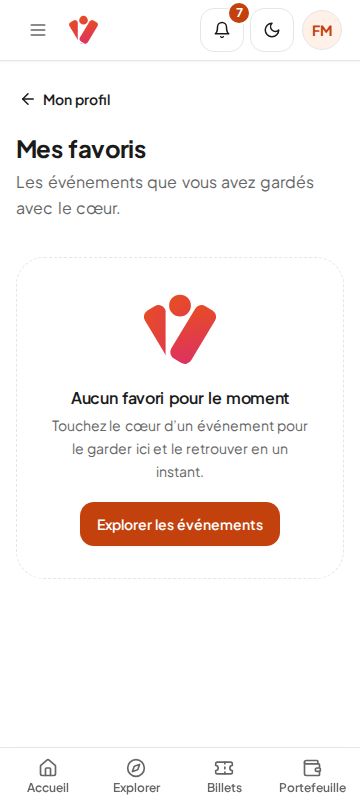 7
FM
Mon profil
Mes favoris
Les événements que vous avez gardés
avec le cœur.
Aucun favori pour le moment
Touchez le cœur d'un événement pour
le garder ici et le retrouver en un
instant.
Explorer les événements
Accueil
Explorer
Billets
Portefeuille